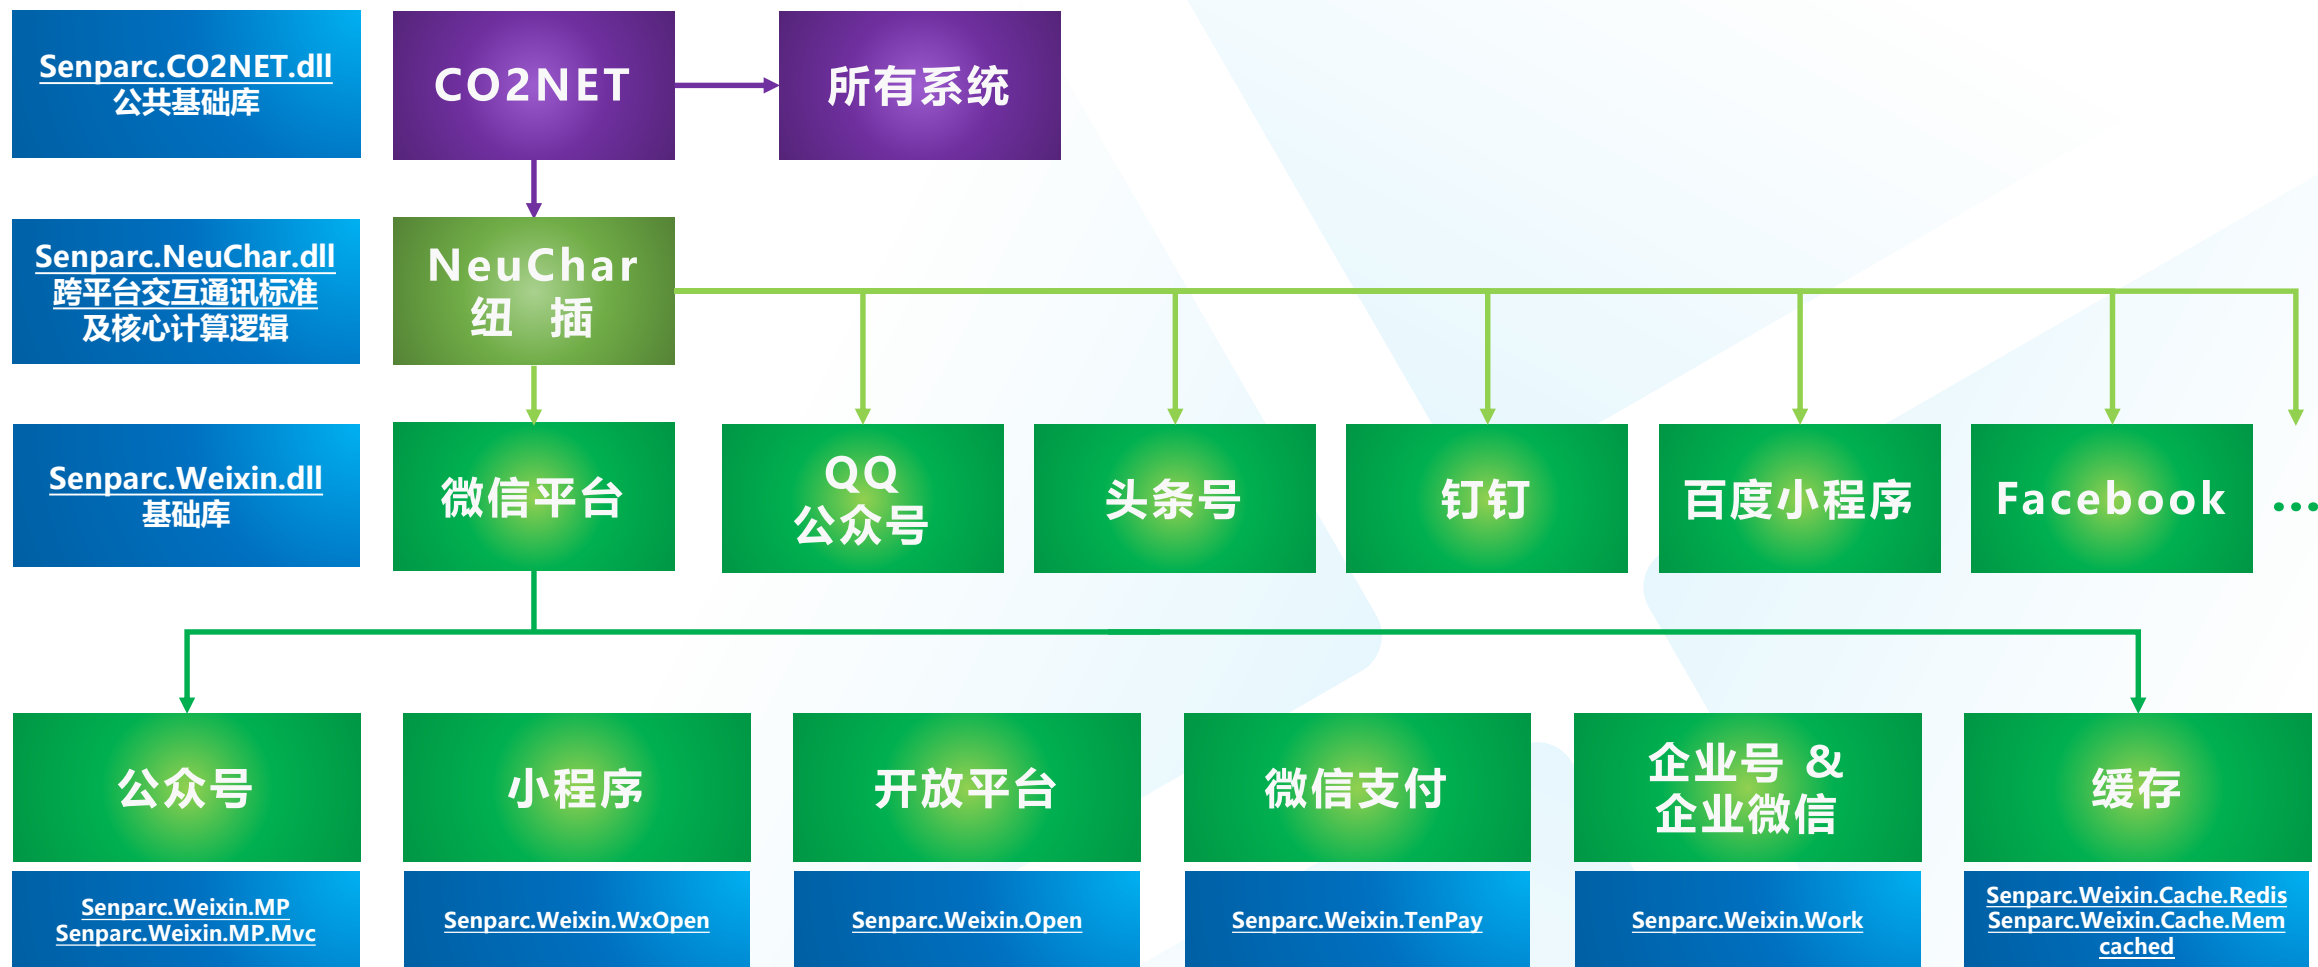 Senparc.CO2NET.dll
公共基础库
CO2NET
所有系统
Senparc.NeuChar.dll
跨平台交互通讯标准
及核心计算逻辑
NeuChar
纽 插
Senparc.Weixin.dll
基础库
微信平台
QQ
公众号
头条号
钉钉
百度小程序
Facebook
...
公众号
小程序
开放平台
微信支付
企业号 &
企业微信
缓存
Senparc.Weixin.MP
Senparc.Weixin.MP.Mvc
Senparc.Weixin.WxOpen
Senparc.Weixin.Open
Senparc.Weixin.TenPay
Senparc.Weixin.Work
Senparc.Weixin.Cache.Redis
Senparc.Weixin.Cache.Mem
cached